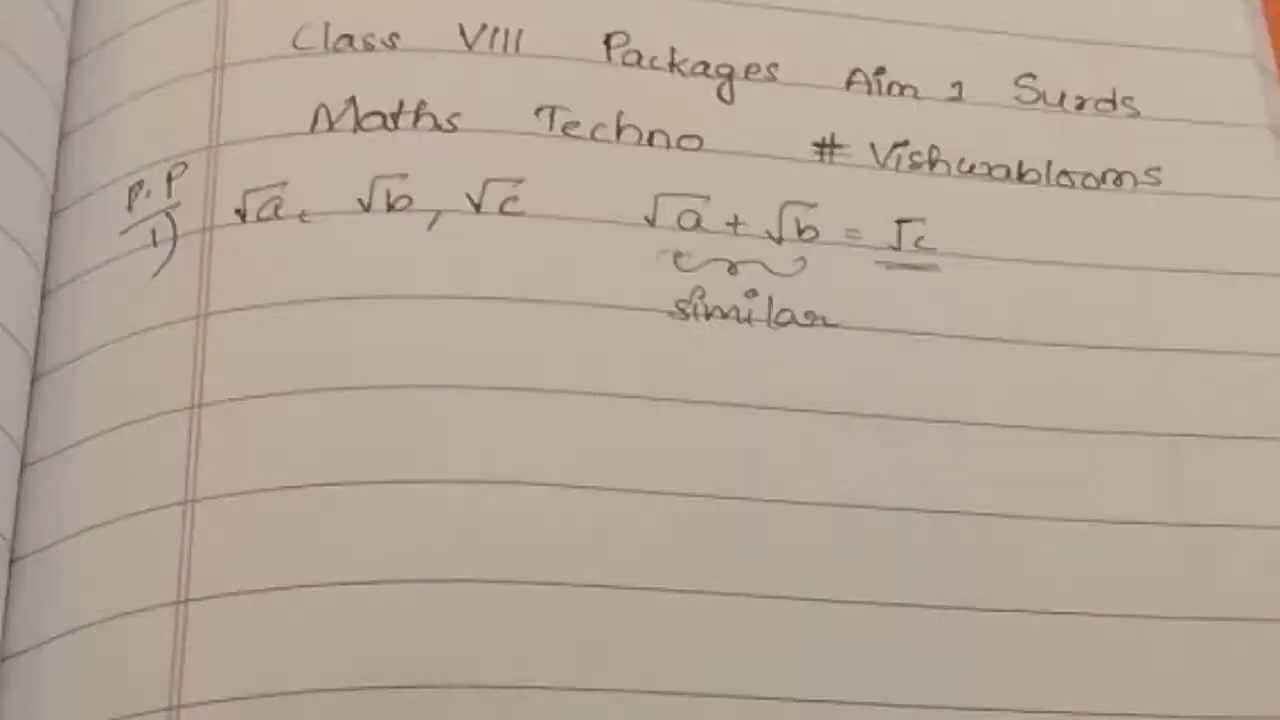 Class VIII Packages Aim 1 Surds
Maths Techno # Vishwablooms
P.P
1) √a, √b, √c √a + √b = √c
similar